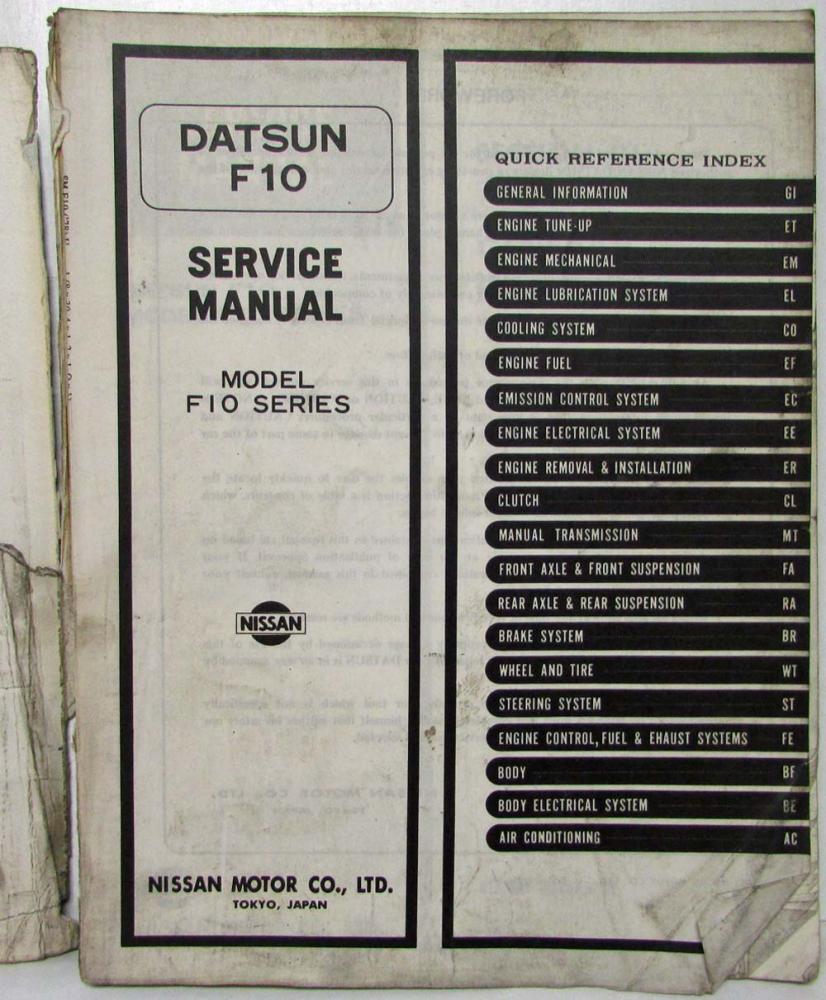 DATSUN
F10
SERVICE
MANUAL
MODEL
F10 SERIES
NISSAN
NISSAN MOTOR CO., LTD.
TOKYO, JAPAN
QUICK REFERENCE INDEX
GENERAL INFORMATION GI
ENGINE TUNE-UP ET
ENGINE MECHANICAL EM
ENGINE LUBRICATION SYSTEM EL
COOLING SYSTEM CO
ENGINE FUEL EF
EMISSION CONTROL SYSTEM EC
ENGINE ELECTRICAL SYSTEM EE
ENGINE REMOVAL & INSTALLATION ER
CLUTCH CL
MANUAL TRANSMISSION MT
FRONT AXLE & FRONT SUSPENSION FA
REAR AXLE & REAR SUSPENSION RA
BRAKE SYSTEM BR
WHEEL AND TIRE WT
STEERING SYSTEM ST
ENGINE CONTROL, FUEL & EHAUST SYSTEMS FE
BODY BF
BODY ELECTRICAL SYSTEM BE
AIR CONDITIONING AC